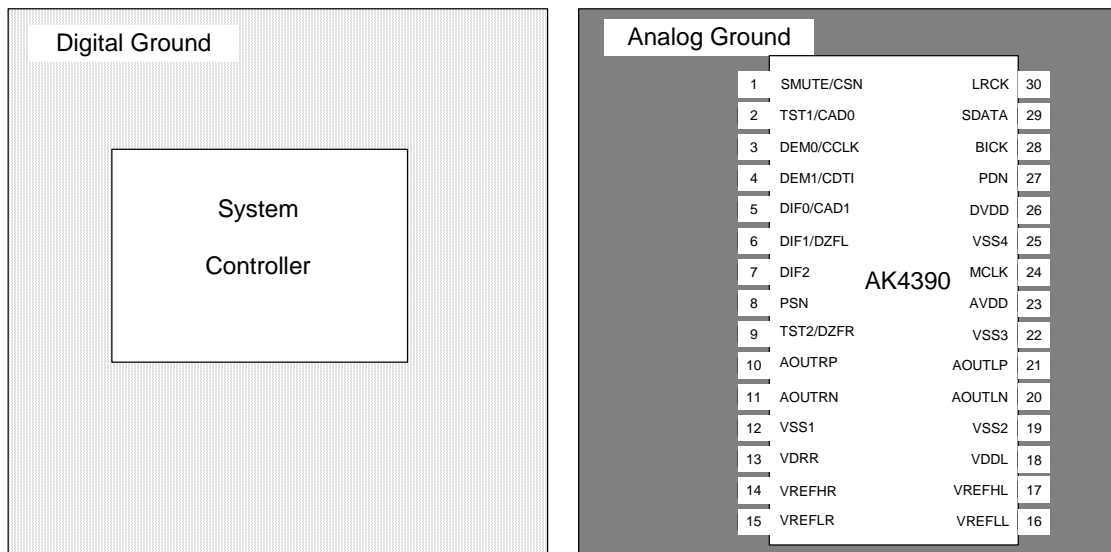 Digital Ground
System
Controller
Analog Ground
1 SMUTE/CSN LRCK 30
2 TST1/CAD0 SDATA 29
3 DEM0/CCLK BICK 28
4 DEM1/CDTI PDN 27
5 DIF0/CAD1 DVDD 26
6 DIF1/DZFL VSS4 25
7 DIF2 MCLK 24
AK4390
8 PSN AVDD 23
9 TST2/DZFR VSS3 22
10 AOUTRP AOUTLP 21
11 AOUTRN AOUTLN 20
12 VSS1 VSS2 19
13 VDRR VDDL 18
14 VREFHR VREFHL 17
15 VREFLR VREFLL 16